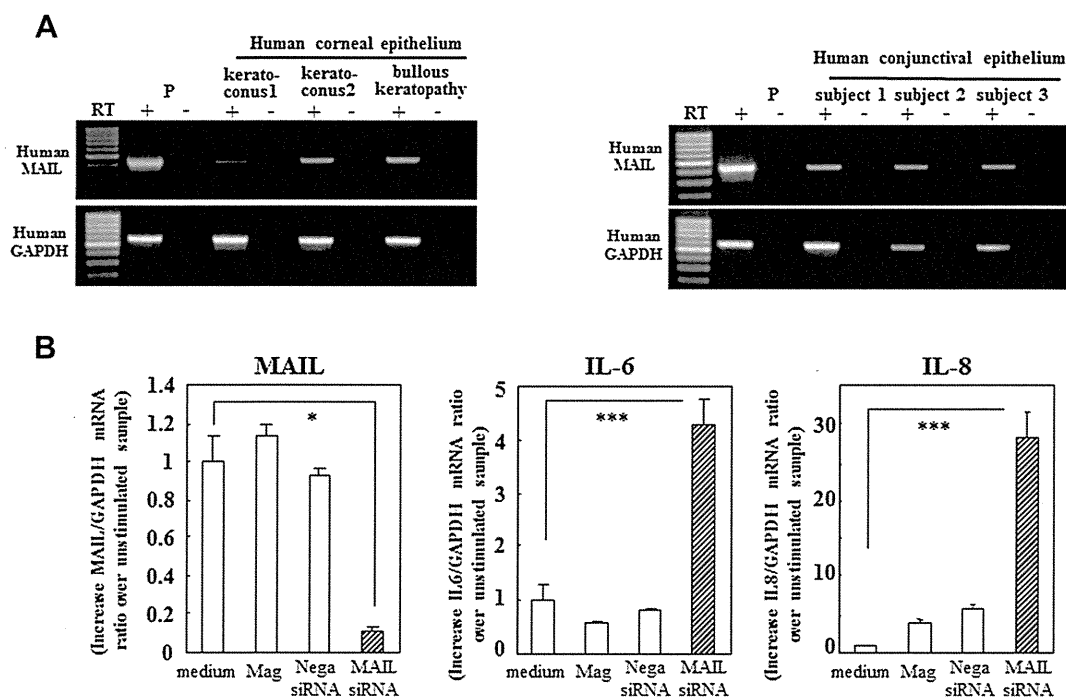 A
Human corneal epithelium
kerato-
conus1
kerato-
conus2
bullous
keratopathy
P
RT + - + - + - + -
Human
MAIL
Human
GAPDH
Human conjunctival epithelium
P
subject 1 subject 2 subject 3
RT + - + - + - + -
Human
MAIL
Human
GAPDH
B
MAIL
(Increase MAIL/GAPDH mRNA
ratio over unstimulated sample)
1.4
1.2
1
0.8
0.6
0.4
0.2
0
*
medium
Mag
Nega
siRNA
MAIL
siRNA
IL-6
(Increase IL6/GAPDH mRNA ratio
over unstimulated sample)
5
4
3
2
1
0
***
medium
Mag
Nega
siRNA
MAIL
siRNA
IL-8
(Increase IL8/GAPDH mRNA ratio
over unstimulated sample)
30
20
10
0
***
medium
Mag
Nega
siRNA
MAIL
siRNA